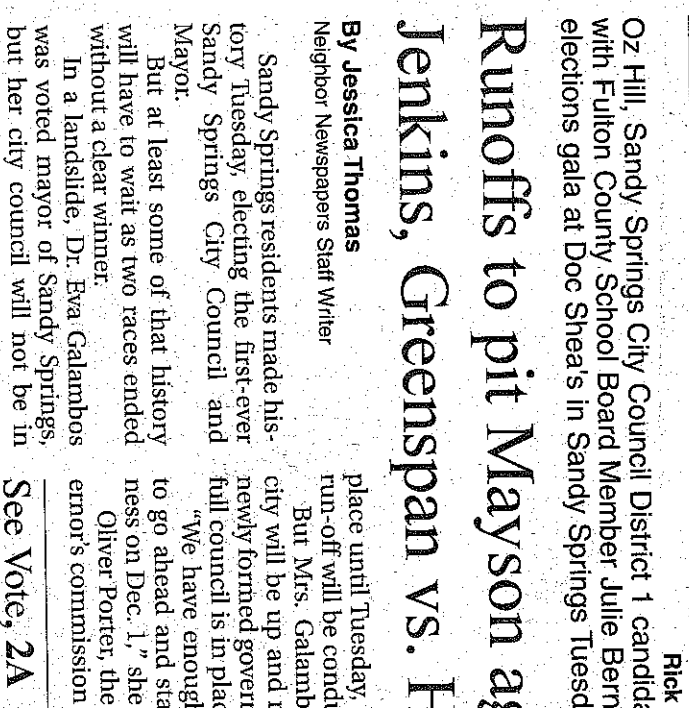 Rick
Oz Hill, Sandy Springs City Council District 1 candida
with Fulton County School Board Member Julie Bern
elections gala at Doc Shea's in Sandy Springs Tuesd
Runoffs to pit Mayson ag
Jenkins, Greenspan vs. H
By Jessica Thomas
Neighbor Newspapers Staff Writer
Sandy Springs residents made his-
tory Tuesday, electing the first-ever
Sandy Springs City Council and
Mayor.
But at least some of that history
will have to wait as two races ended
without a clear winner.
In a landslide, Dr. Eva Galambos
was voted mayor of Sandy Springs,
but her city council will not be in
place until Tuesday,
run-off will be condu
But Mrs. Galamb
city will be up and r
newly formed govern
full council is in plac
“We have enough
to go ahead and sta
ness on Dec. 1,” she
Oliver Porter, the
ernor's commission
See Vote, 2A